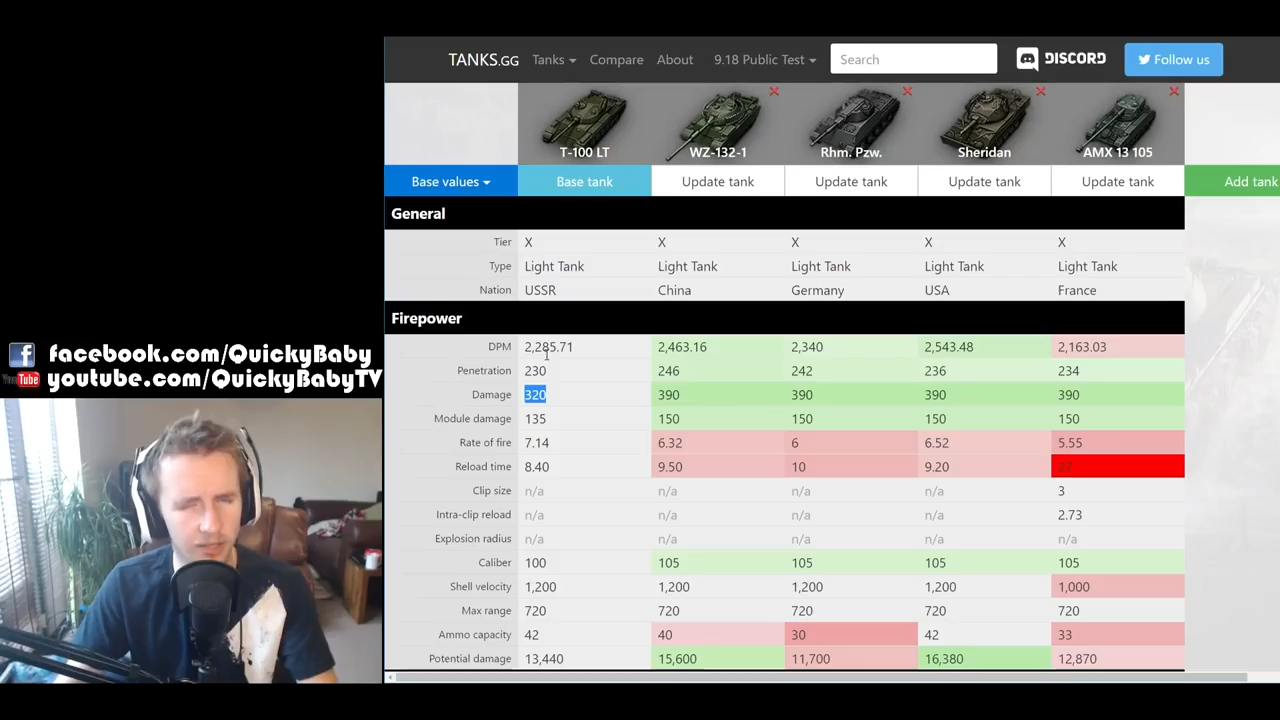 TANKS.GG Tanks Compare About 9.18 Public Test Search DISCORD Follow us
T-100 LT WZ-132-1 Rhm. Pzw. Sheridan AMX 13 105
Base values Base tank Update tank Update tank Update tank Update tank Add tank
General
Tier X X X X X
Type Light Tank Light Tank Light Tank Light Tank Light Tank
Nation USSR China Germany USA France
Firepower
DPM 2,285.71 2,463.16 2,340 2,543.48 2,163.03
Penetration 230 246 242 236 234
Damage 320 390 390 390 390
Module damage 135 150 150 150 150
Rate of fire 7.14 6.32 6 6.52 5.55
Reload time 8.40 9.50 10 9.20 27
Clip size n/a n/a n/a n/a 3
Intra-clip reload n/a n/a n/a n/a 2.73
Explosion radius n/a n/a n/a n/a n/a
Caliber 100 105 105 105 105
Shell velocity 1,200 1,200 1,200 1,200 1,000
Max range 720 720 720 720 720
Ammo capacity 42 40 30 42 33
Potential damage 13,440 15,600 11,700 16,380 12,870
facebook.com/QuickyBaby
You Tube youtube.com/QuickyBabyTV